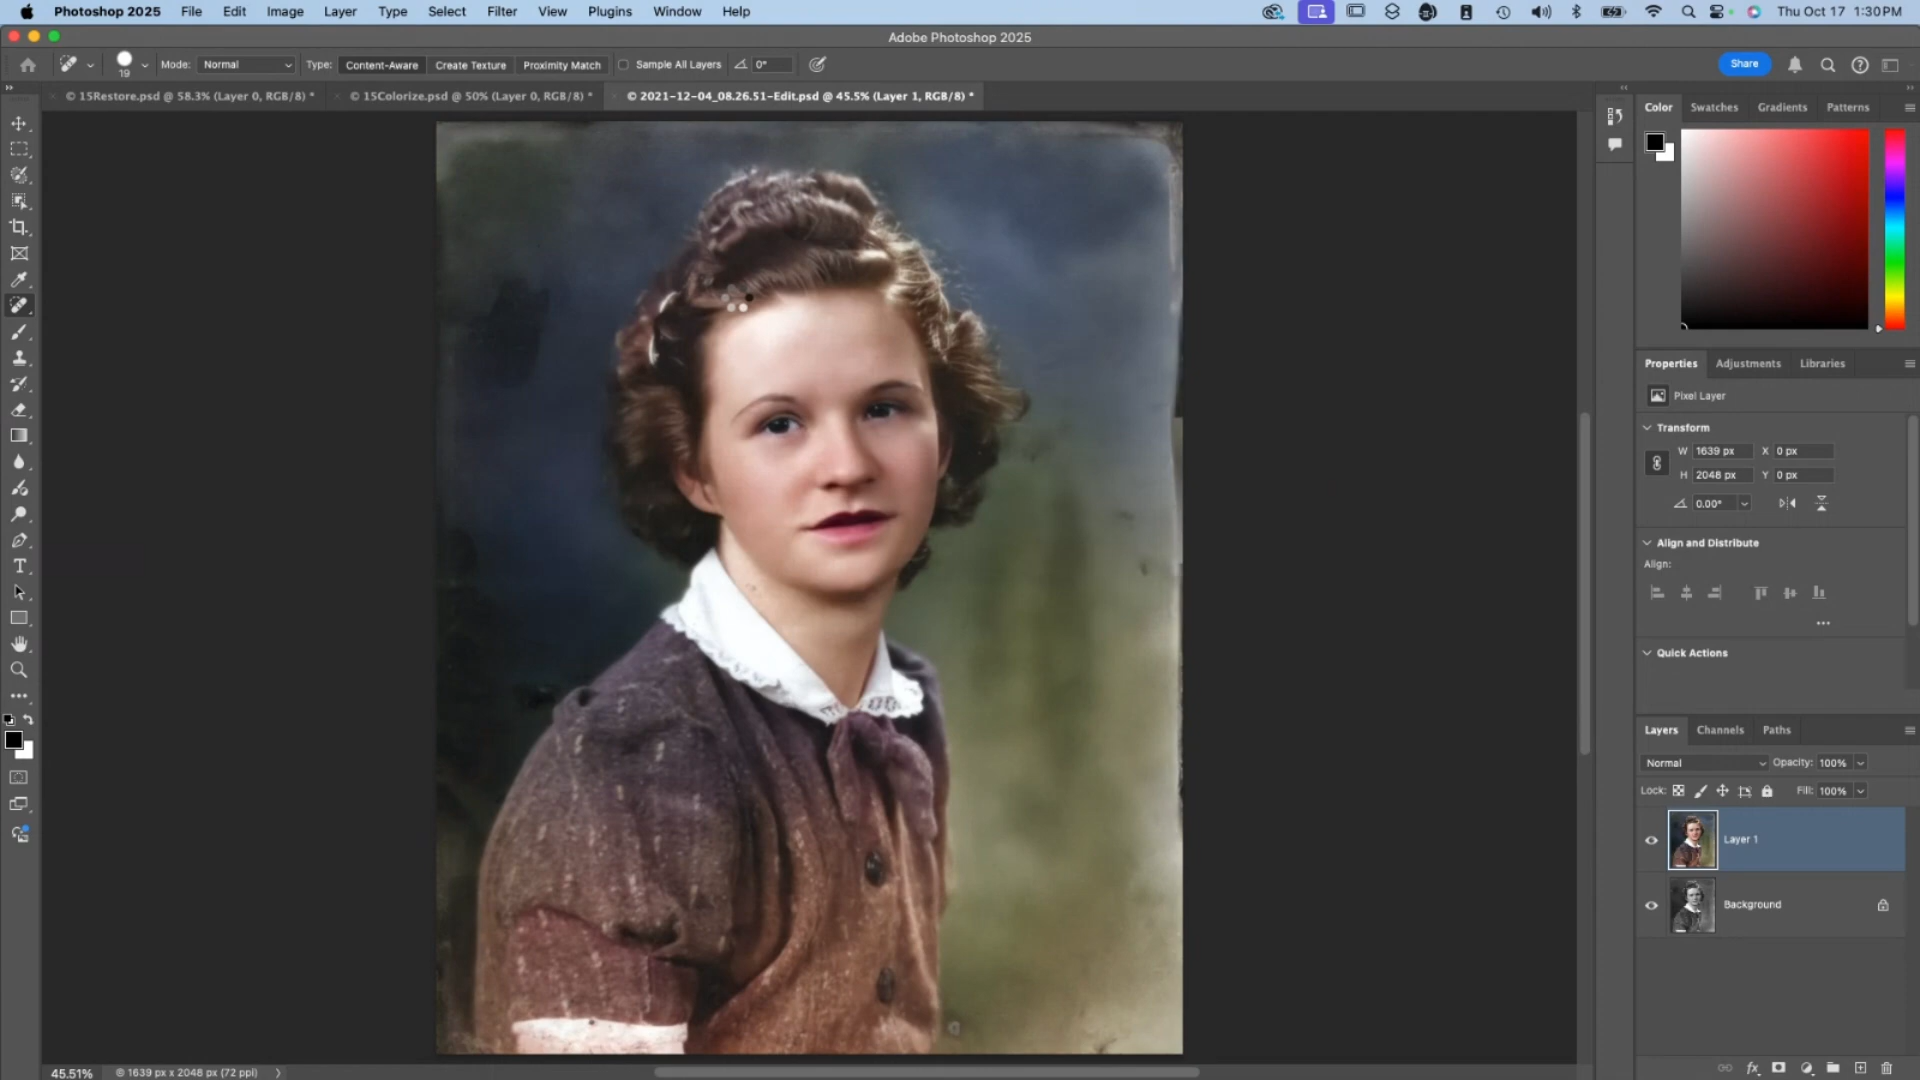 Photoshop 2025 File Edit Image Layer Type Select Filter View Plugins Window Help Thu Oct 17 1:30PM
Adobe Photoshop 2025
19 Mode: Normal Type: Content-Aware Create Texture Proximity Match Sample All Layers 0° Share
© 15Restore.psd @ 58.3% (Layer 0, RGB/8) * © 15Colorize.psd @ 50% (Layer 0, RGB/8) * © 2021-12-04_08.26.51-Edit.psd @ 45.5% (Layer 1, RGB/8) *
Color Swatches Gradients Patterns
Properties Adjustments Libraries
Pixel Layer
Transform
W 1639 px X 0 px
H 2048 px Y 0 px
0.00°
Align and Distribute
Align:
Quick Actions
Layers Channels Paths
Normal Opacity: 100%
Lock: Fill: 100%
Layer 1
Background
45.51% © 1639 px x 2048 px (72 ppi)